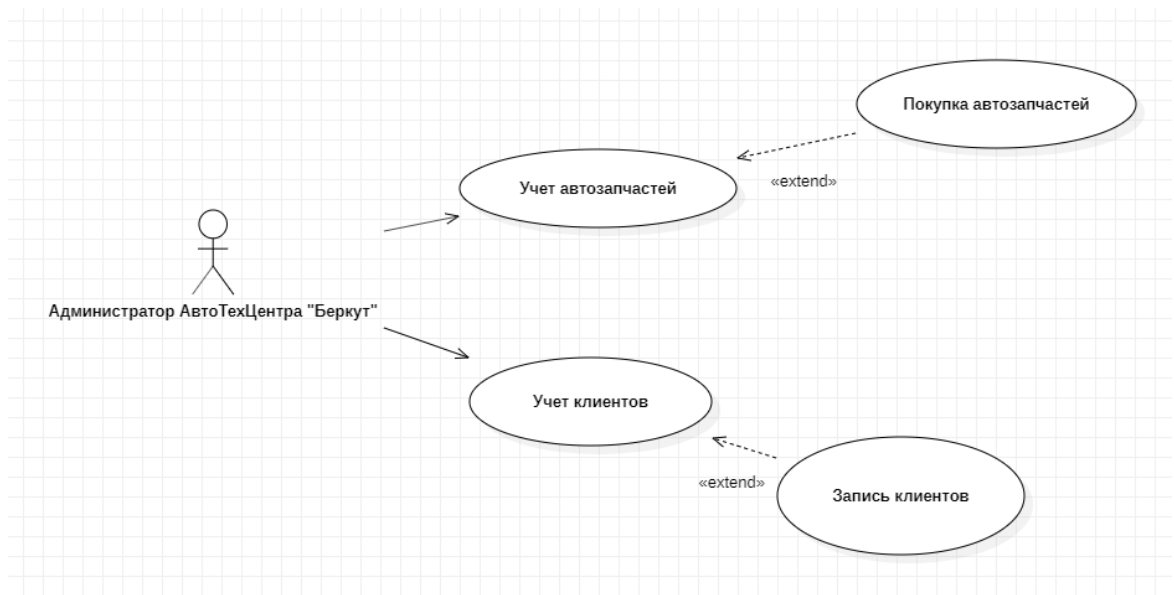 Покупка автозапчастей
«extend»
Учет автозапчастей
Администратор АвтоТехЦентра "Беркут"
Учет клиентов
«extend»
Запись клиентов